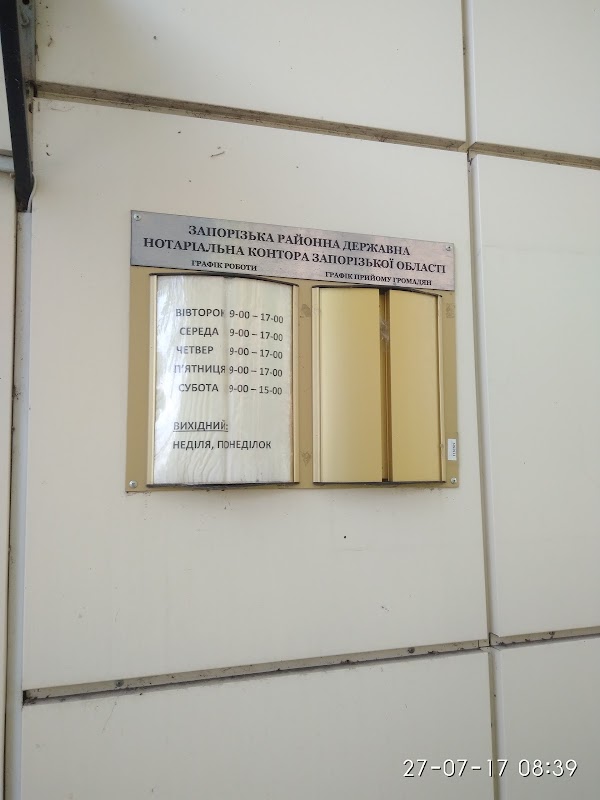 ЗАПОРІЗЬКА РАЙОННА ДЕРЖАВНА
НОТАРІАЛЬНА КОНТОРА ЗАПОРІЗЬКОЇ ОБЛАСТІ
ГРАФІК РОБОТИ
ГРАФІК ПРИЙОМУ ГРОМАДЯН
ВІВТОРОК 9-00 – 17-00
СЕРЕДА 9-00 – 17-00
ЧЕТВЕР 9-00 – 17-00
П'ЯТНИЦЯ 9-00 – 17-00
СУБОТА 9-00 – 15-00
ВИХІДНИЙ:
НЕДІЛЯ, ПОНЕДІЛОК
27-07-17 08:39